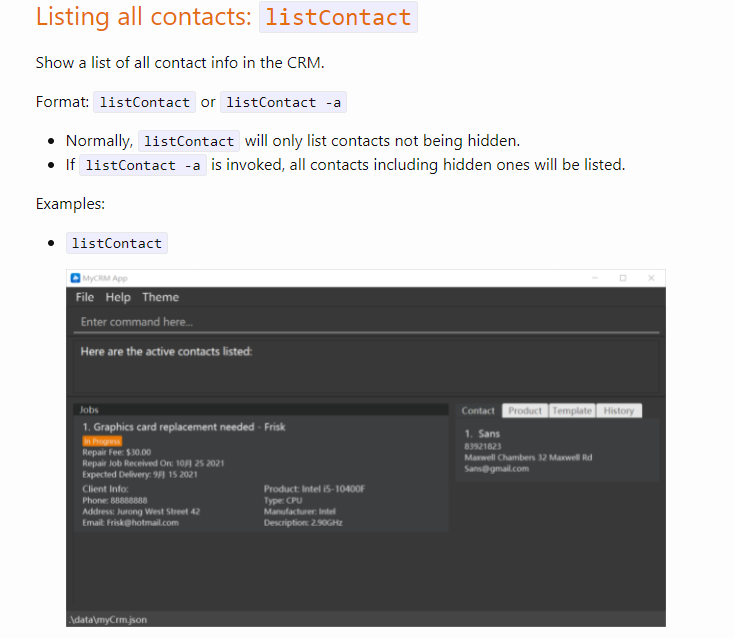 Listing all contacts: listContact
Show a list of all contact info in the CRM.
Format: listContact or listContact -a
Normally, listContact will only list contacts not being hidden.
If listContact -a is invoked, all contacts including hidden ones will be listed.
Examples:
listContact
MyCRM App
File Help Theme
Enter command here...
Here are the active contacts listed:
Jobs
1. Graphics card replacement needed - Frisk
In Progress
Repair Fee: $30.00
Repair Job Received On: 10月 25 2021
Expected Delivery: 9月 15 2021
Client Info:
Phone: 88888888
Address: Jurong West Street 42
Email: Frisk@hotmail.com
Product: Intel i5-10400F
Type: CPU
Manufacturer: Intel
Description: 2.90GHz
Contact Product Template History
1. Sans
83921823
Maxwell Chambers 32 Maxwell Rd
Sans@gmail.com
.\data\myCrm.json